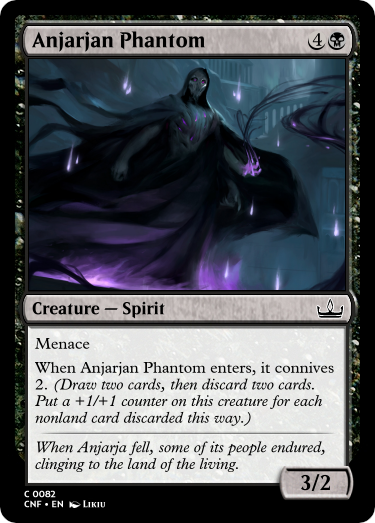 Anjarjan Phantom 4
Creature — Spirit
Menace
When Anjarjan Phantom enters, it connives
2. (Draw two cards, then discard two cards.
Put a +1/+1 counter on this creature for each
nonland card discarded this way.)
When Anjarja fell, some of its people endured,
clinging to the land of the living.
3/2
C 0082
CNF • EN Likiu